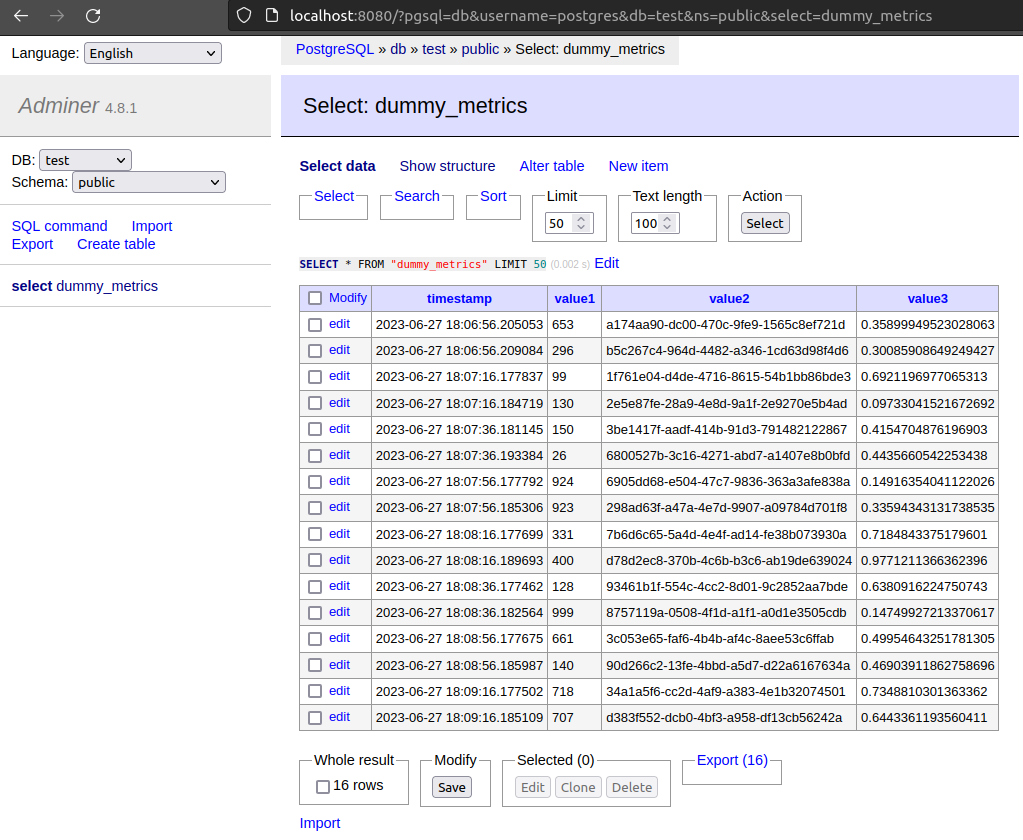 localhost:8080/?pgsql=db&username=postgres&db=test&ns=public&select=dummy_metrics
Language: English
PostgreSQL » db » test » public » Select: dummy_metrics
Adminer 4.8.1
Select: dummy_metrics
DB: test
Schema: public
SQL command Import
Export Create table
select dummy_metrics
Select data Show structure Alter table New item
Select Search Sort Limit Text length Action
50 100 Select
SELECT * FROM "dummy_metrics" LIMIT 50 (0.002 s) Edit
Modify timestamp value1 value2 value3
edit 2023-06-27 18:06:56.205053 653 a174aa90-dc00-470c-9fe9-1565c8ef721d 0.35899949523028063
edit 2023-06-27 18:06:56.209084 296 b5c267c4-964d-4482-a346-1cd63d98f4d6 0.30085908649249427
edit 2023-06-27 18:07:16.177837 99 1f761e04-d4de-4716-8615-54b1bb86bde3 0.6921196977065313
edit 2023-06-27 18:07:16.184719 130 2e5e87fe-28a9-4e8d-9a1f-2e9270e5b4ad 0.09733041521672692
edit 2023-06-27 18:07:36.181145 150 3be1417f-aadf-414b-91d3-791482122867 0.4154704876196903
edit 2023-06-27 18:07:36.193384 26 6800527b-3c16-4271-abd7-a1407e8b0bfd 0.4435660542253438
edit 2023-06-27 18:07:56.177792 924 6905dd68-e504-47c7-9836-363a3afe838a 0.14916354041122026
edit 2023-06-27 18:07:56.185306 923 298ad63f-a47a-4e7d-9907-a09784d701f8 0.33594343131738535
edit 2023-06-27 18:08:16.177699 331 7b6d6c65-5a4d-4e4f-ad14-fe38b073930a 0.7184843375179601
edit 2023-06-27 18:08:16.189693 400 d78d2ec8-370b-4c6b-b3c6-ab19de639024 0.9771211366362396
edit 2023-06-27 18:08:36.177462 128 93461b1f-554c-4cc2-8d01-9c2852aa7bde 0.6380916224750743
edit 2023-06-27 18:08:36.182564 999 8757119a-0508-4f1d-a1f1-a0d1e3505cdb 0.14749927213370617
edit 2023-06-27 18:08:56.177675 661 3c053e65-faf6-4b4b-af4c-8aee53c6ffab 0.49954643251781305
edit 2023-06-27 18:08:56.185987 140 90d266c2-13fe-4bbd-a5d7-d22a6167634a 0.46903911862758696
edit 2023-06-27 18:09:16.177502 718 34a1a5f6-cc2d-4af9-a383-4e1b32074501 0.7348810301363362
edit 2023-06-27 18:09:16.185109 707 d383f552-dcb0-4bf3-a958-df13cb56242a 0.6443361193560411
Whole result Modify Selected (0) Export (16)
16 rows Save Edit Clone Delete
Import